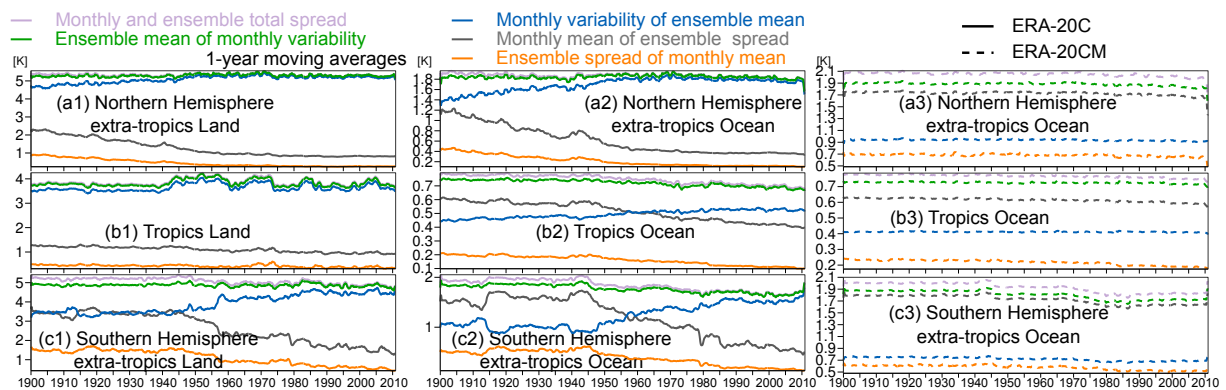 Monthly and ensemble total spread
Ensemble mean of monthly variability
Monthly variability of ensemble mean
Monthly mean of ensemble spread
Ensemble spread of monthly mean
ERA-20C
ERA-20CM
1-year moving averages
[K] [K] [K]
5
4
3
2
1
(a1) Northern Hemisphere
extra-tropics Land
1.8
1.6
1.4
1.2
1
0.8
0.6
0.4
0.2
(a2) Northern Hemisphere
extra-tropics Ocean
2.1
1.9
1.7
1.5
1.3
1.1
0.9
0.7
0.5
(a3) Northern Hemisphere
extra-tropics Ocean
4
3
2
1
(b1) Tropics Land
0.7
0.6
0.5
0.4
0.3
0.2
0.1
(b2) Tropics Ocean
0.7
0.6
0.5
0.4
0.3
0.2
(b3) Tropics Ocean
5
4
3
2
1
(c1) Southern Hemisphere
extra-tropics Land
2
1
(c2) Southern Hemisphere
extra-tropics Ocean
2.1
1.9
1.7
1.5
1.3
1.1
0.9
0.7
0.5
(c3) Southern Hemisphere
extra-tropics Ocean
1900 1910 1920 1930 1940 1950 1960 1970 1980 1990 2000 2010
1900 1910 1920 1930 1940 1950 1960 1970 1980 1990 2000 2010
1900 1910 1920 1930 1940 1950 1960 1970 1980 1990 2000 2010